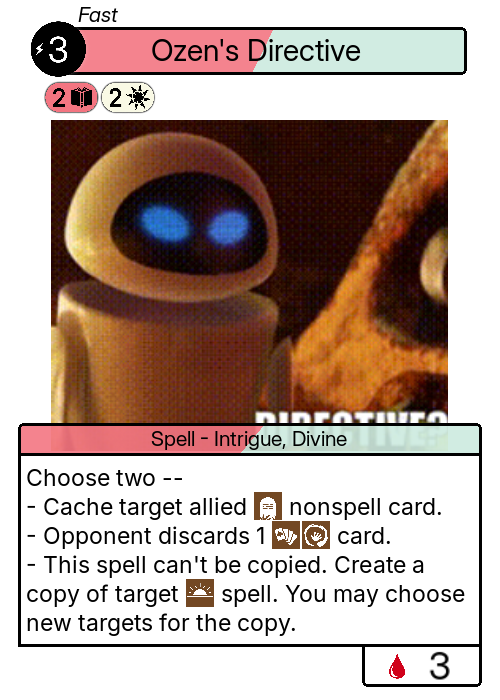 Fast
3
Ozen's Directive
2 2
DIRECTIVE?
Spell - Intrigue, Divine
Choose two --
- Cache target allied nonspell card.
- Opponent discards 1 card.
- This spell can't be copied. Create a
copy of target spell. You may choose
new targets for the copy.
3